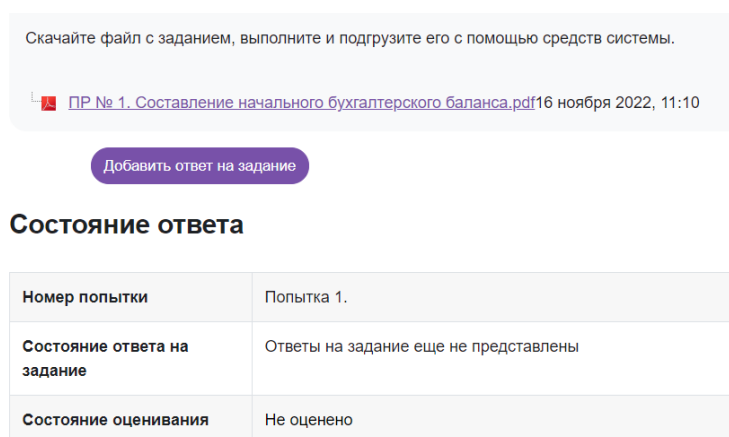 Скачайте файл с заданием, выполните и подгрузите его с помощью средств системы.
ПР № 1. Составление начального бухгалтерского баланса.pdf16 ноября 2022, 11:10
Добавить ответ на задание
Состояние ответа
Номер попытки Попытка 1.
Состояние ответа на Ответы на задание еще не представлены
задание
Состояние оценивания Не оценено